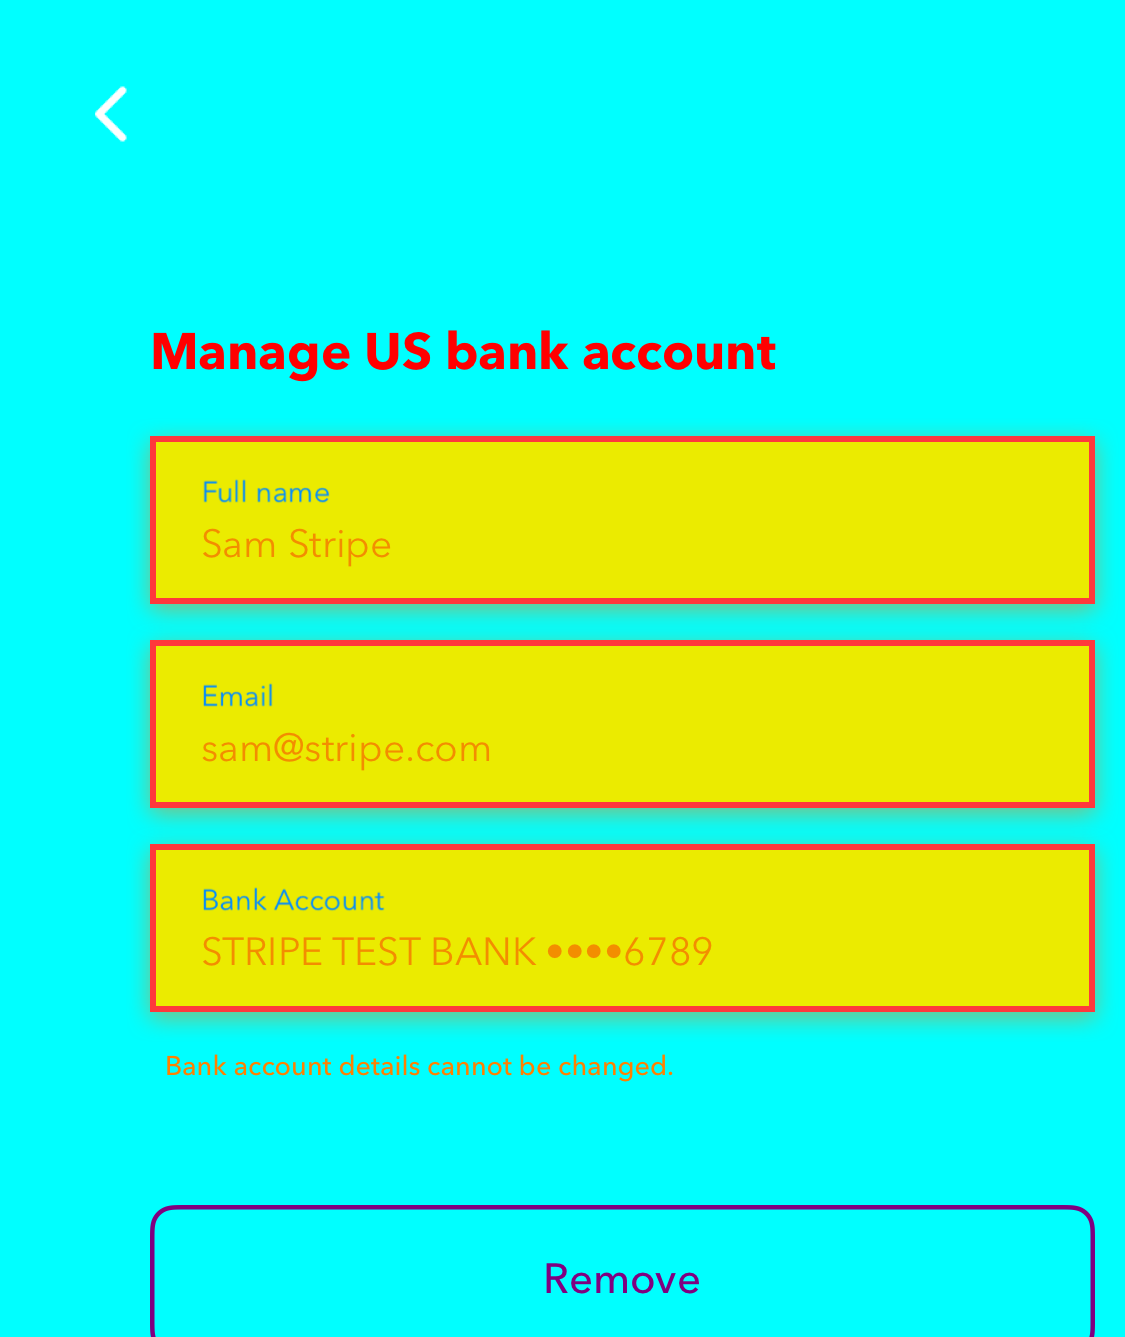 Manage US bank account
Full name
Sam Stripe
Email
sam@stripe.com
Bank Account
STRIPE TEST BANK ••••6789
Bank account details cannot be changed.
Remove